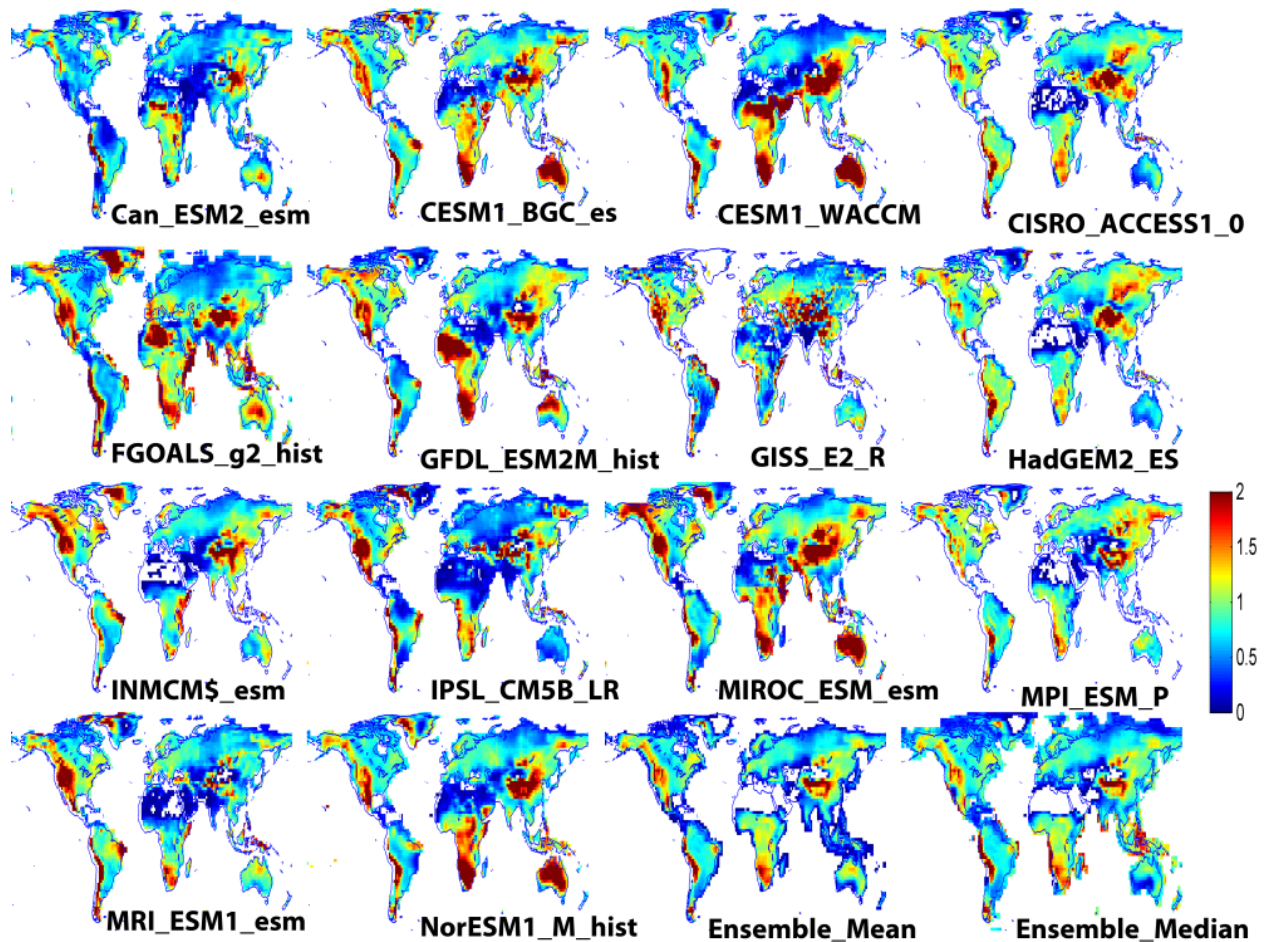 Can_ESM2_esm
CESM1_BGC_es
CESM1_WACCM
CISRO_ACCESS1_0
FGOALS_g2_hist
GFDL_ESM2M_hist
GISS_E2_R
HadGEM2_ES
2
1.5
1
0.5
0
INMCM$_esm
IPSL_CM5B_LR
MIROC_ESM_esm
MPI_ESM_P
MRI_ESM1_esm
NorESM1_M_hist
Ensemble_Mean
Ensemble_Median